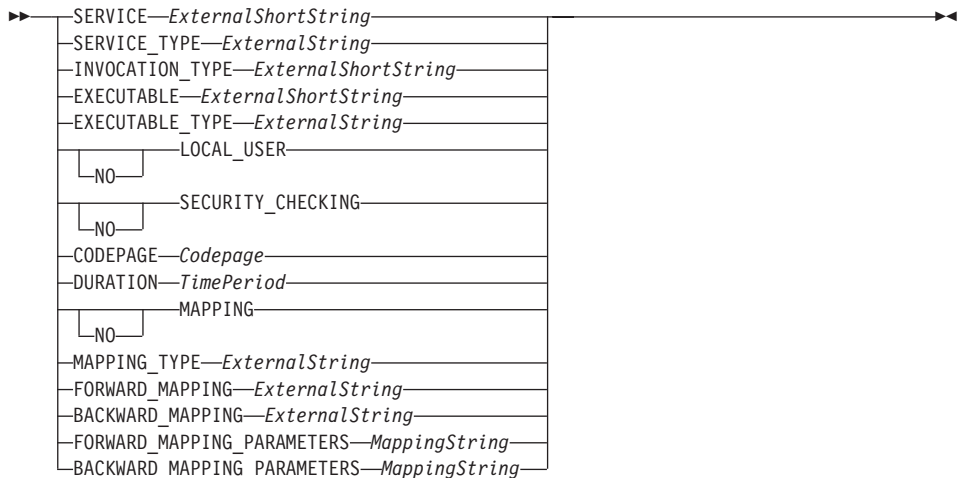 SERVICE ExternalShortString
SERVICE_TYPE ExternalString
INVOCATION_TYPE ExternalShortString
EXECUTABLE ExternalShortString
EXECUTABLE_TYPE ExternalString
LOCAL_USER
NO
SECURITY_CHECKING
NO
CODEPAGE Codepage
DURATION TimePeriod
MAPPING
NO
MAPPING_TYPE ExternalString
FORWARD_MAPPING ExternalString
BACKWARD_MAPPING ExternalString
FORWARD_MAPPING_PARAMETERS MappingString
BACKWARD MAPPING PARAMETERS MappingString